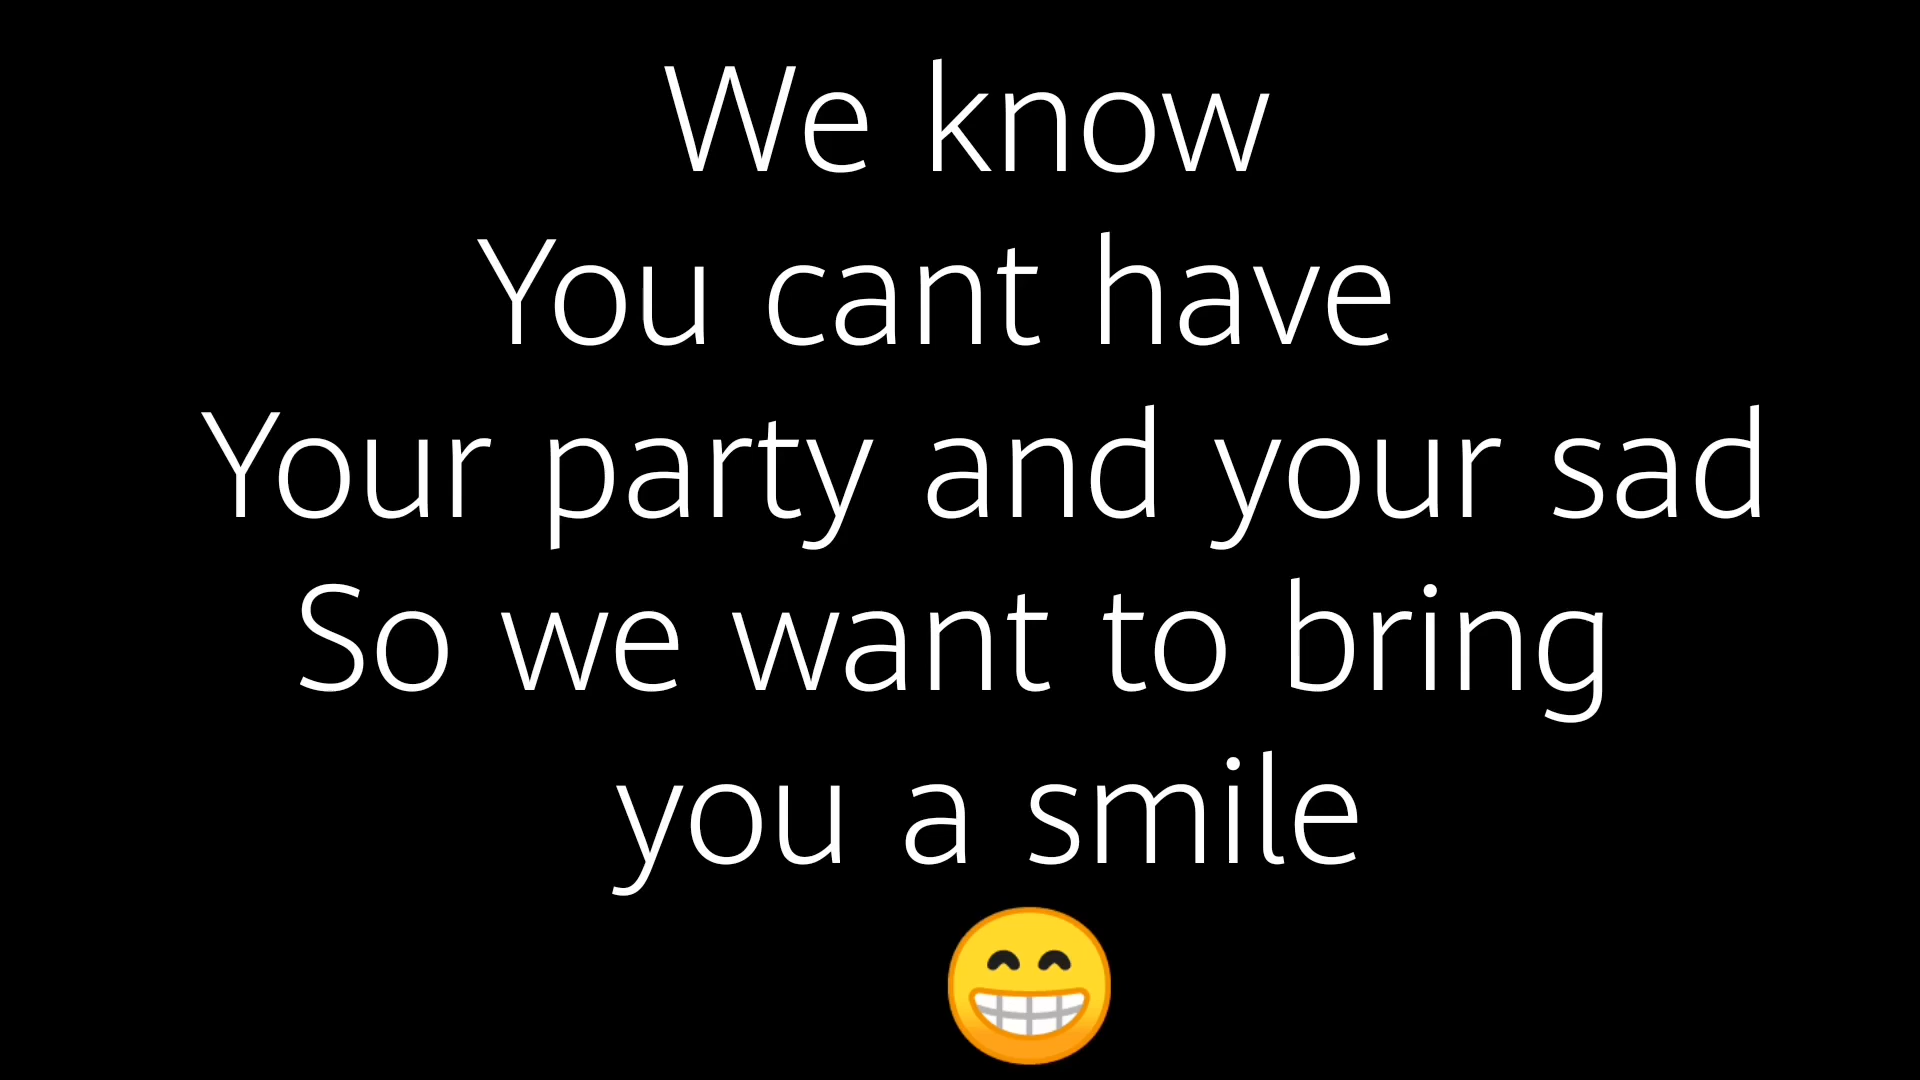 We know
You cant have
Your party and your sad
So we want to bring
you a smile
😁